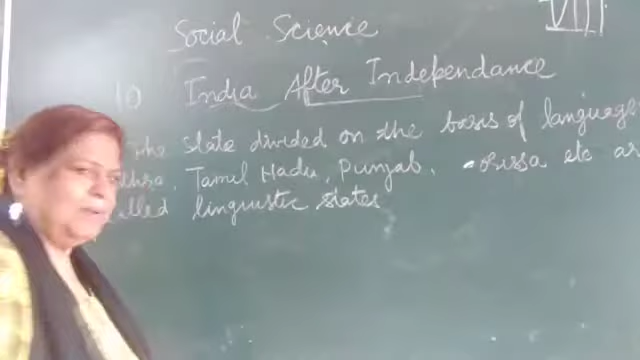 VIII
Social Science
10 India After Independance
The state divided on the basis of language
Tamil Nadu, Punjab, Orissa etc ar
lled linguistic states